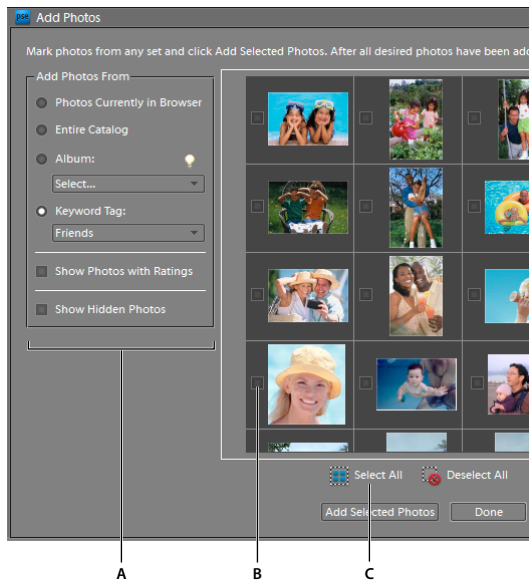 pse Add Photos
Mark photos from any set and click Add Selected Photos. After all desired photos have been
Add Photos From
Photos Currently in Browser
Entire Catalog
Album:
Select...
Keyword Tag:
Friends
Show Photos with Ratings
Show Hidden Photos
Select All
Deselect All
Add Selected Photos
Done
A
B
C